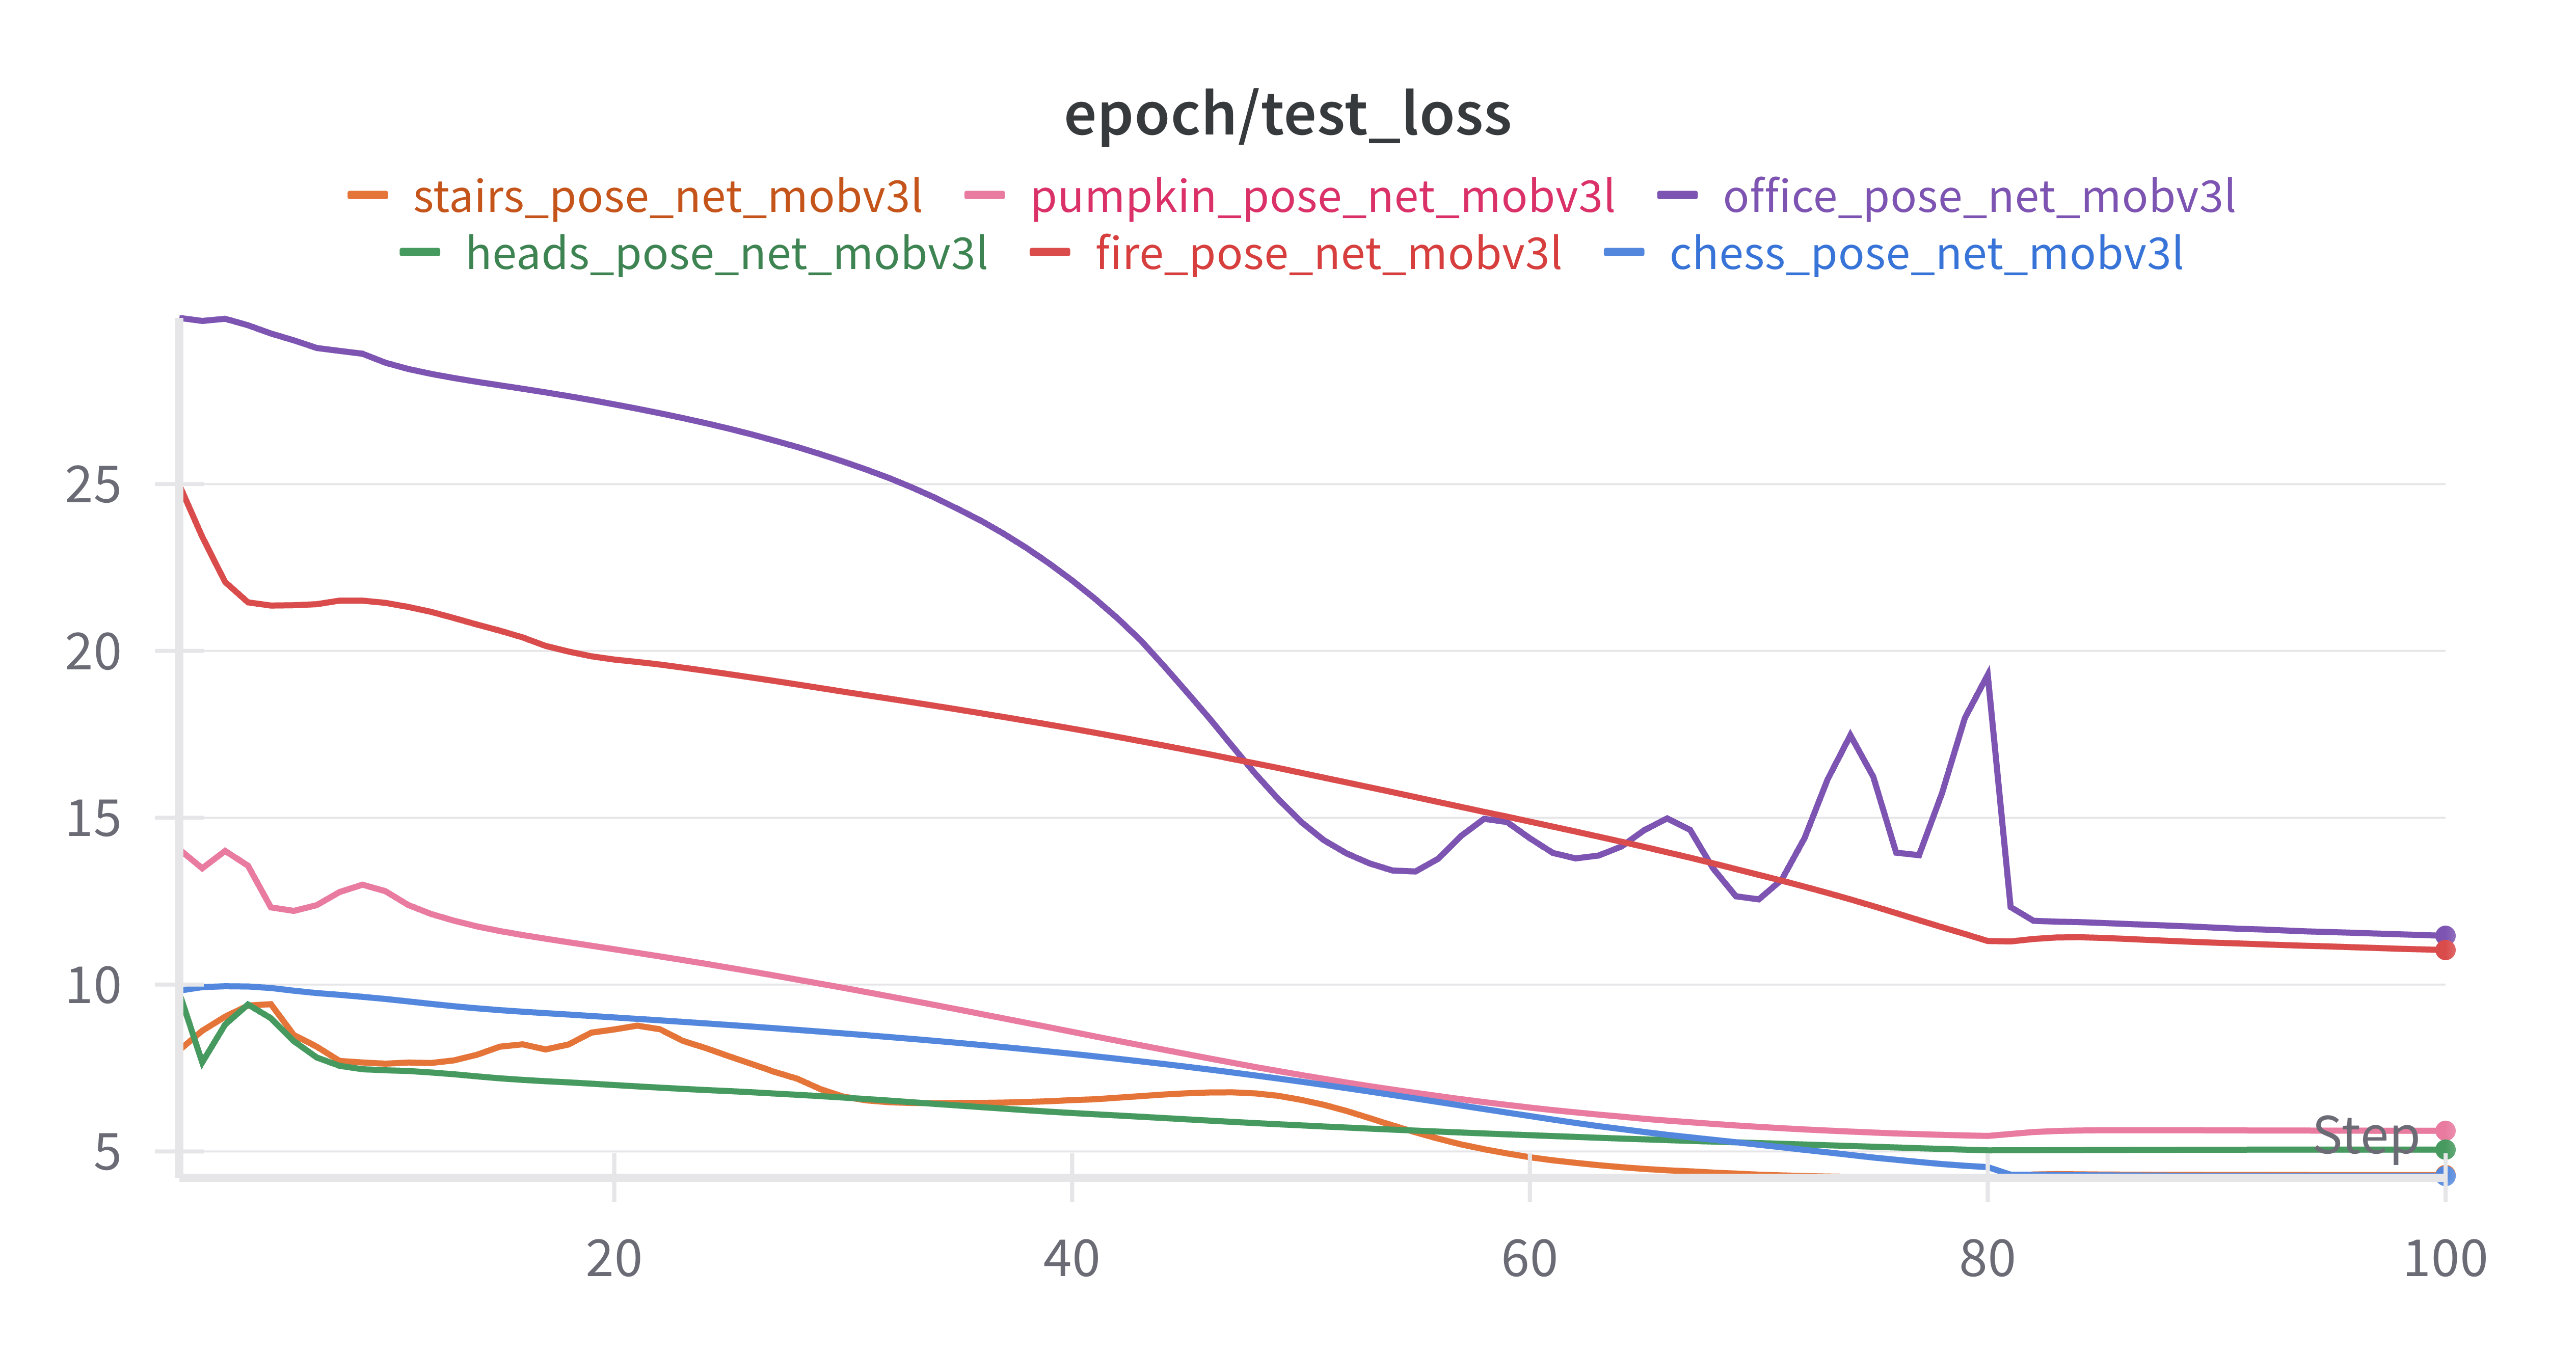 epoch/test_loss
stairs_pose_net_mobv3l pumpkin_pose_net_mobv3l office_pose_net_mobv3l
heads_pose_net_mobv3l fire_pose_net_mobv3l chess_pose_net_mobv3l
25
20
15
10
5
Step
20 40 60 80 100